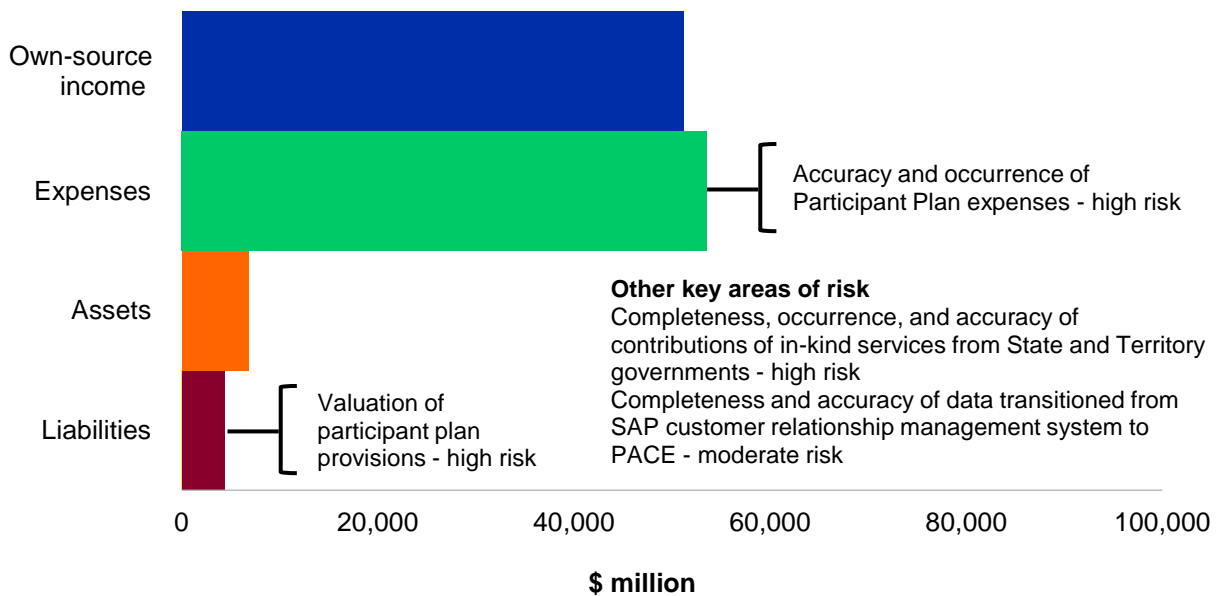 Own-source
income
Expenses
Accuracy and occurrence of
Participant Plan expenses - high risk
Assets
Other key areas of risk
Completeness, occurrence, and accuracy of
contributions of in-kind services from State and Territory
governments - high risk
Completeness and accuracy of data transitioned from
SAP customer relationship management system to
PACE - moderate risk
Liabilities
Valuation of
participant plan
provisions - high risk
0 20,000 40,000 60,000 80,000 100,000
$ million